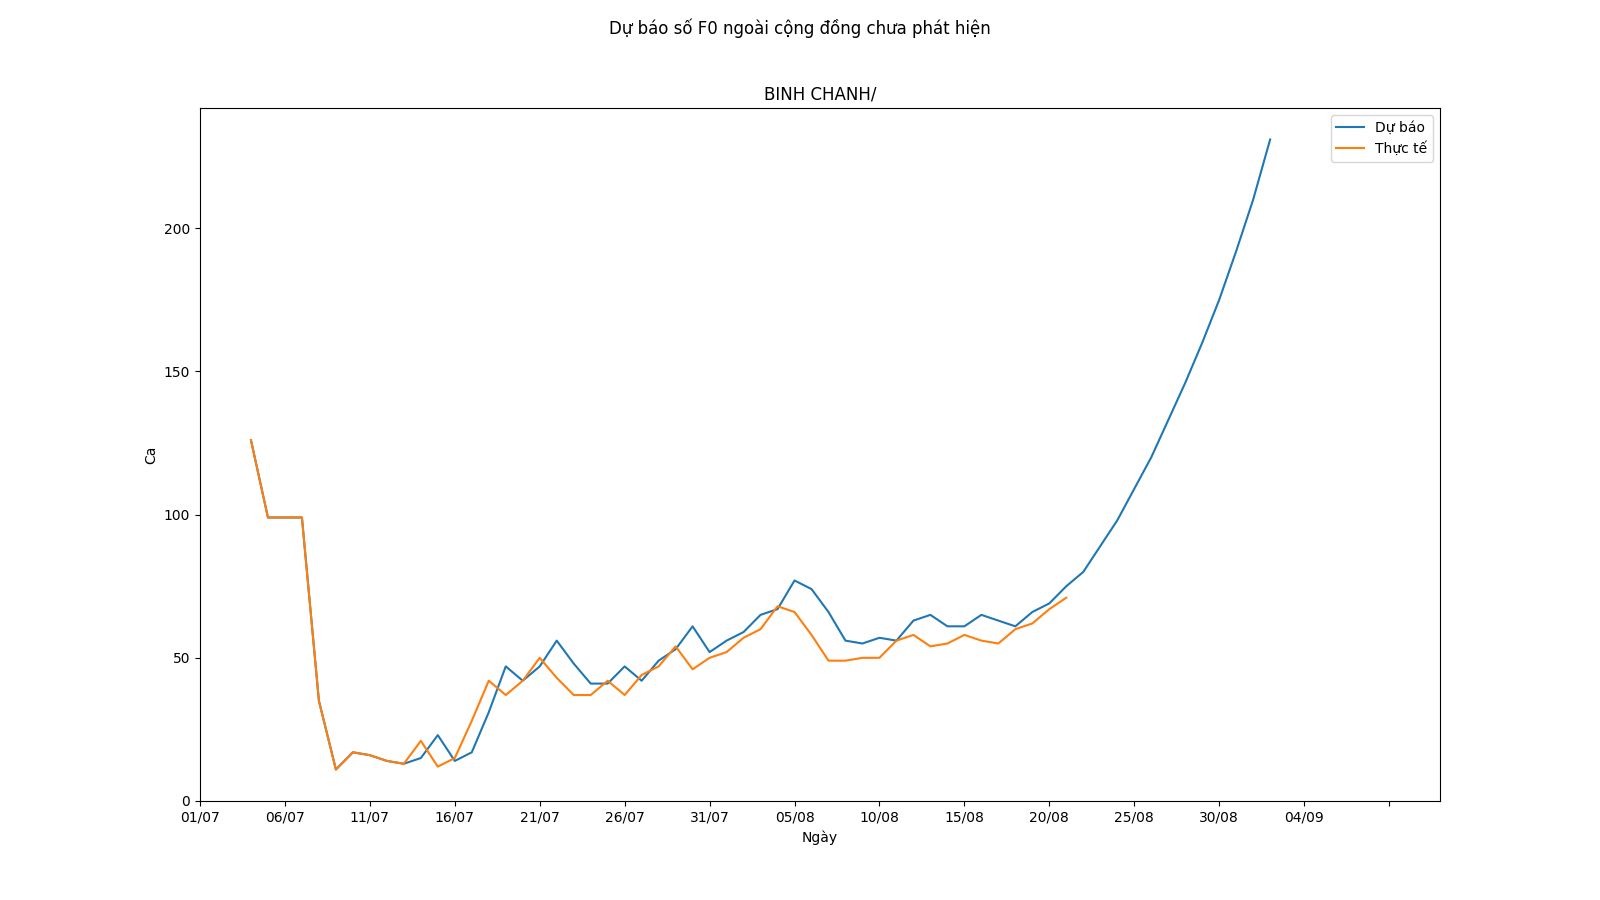 Dự báo số F0 ngoài cộng đồng chưa phát hiện
BINH CHANH/
Dự báo
Thực tế
Ca
200
150
100
50
0
01/07 06/07 11/07 16/07 21/07 26/07 31/07 05/08 10/08 15/08 20/08 25/08 30/08 04/09
Ngày